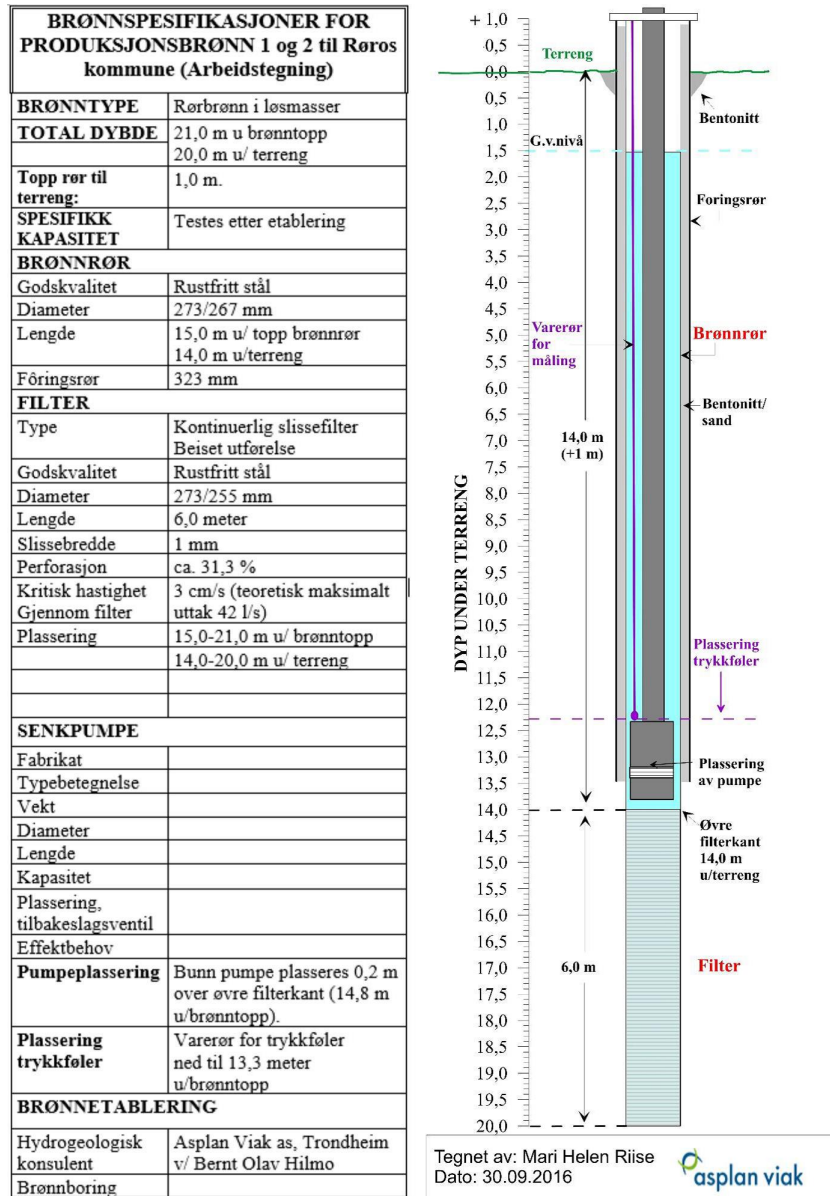 BRØNNSPESIFIKASJONER FOR
PRODUKSJONSBRØNN 1 og 2 til Røros
kommune (Arbeidstegning)
BRØNNTYPE Rørbrønn i løsmasser
TOTAL DYBDE 21,0 m u brønntopp
20,0 m u/ terreng
Topp rør til 1,0 m.
terreng:
SPESIFIKK Testes etter etablering
KAPASITET
BRØNNRØR
Godskvalitet Rustfritt stål
Diameter 273/267 mm
Lengde 15,0 m u/ topp brønnrør
14,0 m u/terreng
Fôringsrør 323 mm
FILTER
Type Kontinuerlig slissefilter
Beiset utførelse
Godskvalitet Rustfritt stål
Diameter 273/255 mm
Lengde 6,0 meter
Slissebredde 1 mm
Perforasjon ca. 31,3 %
Kritisk hastighet 3 cm/s (teoretisk maksimalt
Gjennom filter uttak 42 l/s)
Plassering 15,0-21,0 m u/ brønntopp
14,0-20,0 m u/ terreng
SENKPUMPE
Fabrikat
Typebetegnelse
Vekt
Diameter
Lengde
Kapasitet
Plassering,
tilbakeslagsventil
Effektbehov
Pumpeplassering Bunn pumpe plasseres 0,2 m
over øvre filterkant (14,8 m
u/brønntopp).
Plassering Varerør for trykkføler
trykkføler ned til 13,3 meter
u/brønntopp
BRØNNETABLERING
Hydrogeologisk Asplan Viak as, Trondheim
konsulent v/ Bernt Olav Hilmo
Brønnboring
DYP UNDER TERRENG
+ 1,0
0,5
0,0
0,5
1,0
1,5
2,0
2,5
3,0
3,5
4,0
4,5
5,0
5,5
6,0
6,5
7,0
7,5
8,0
8,5
9,0
9,5
10,0
10,5
11,0
11,5
12,0
12,5
13,0
13,5
14,0
14,5
15,0
15,5
16,0
16,5
17,0
17,5
18,0
18,5
19,0
19,5
20,0
Terreng
Bentonitt
G.v.nivå
Foringsrør
Varerør
for
måling
Brønnrør
Bentonitt/
sand
14,0 m
(+1 m)
Plassering
trykkføler
Plassering
av pumpe
Øvre
filterkant
14,0 m
u/terreng
6,0 m
Filter
Tegnet av: Mari Helen Riise
Dato: 30.09.2016
asplan viak